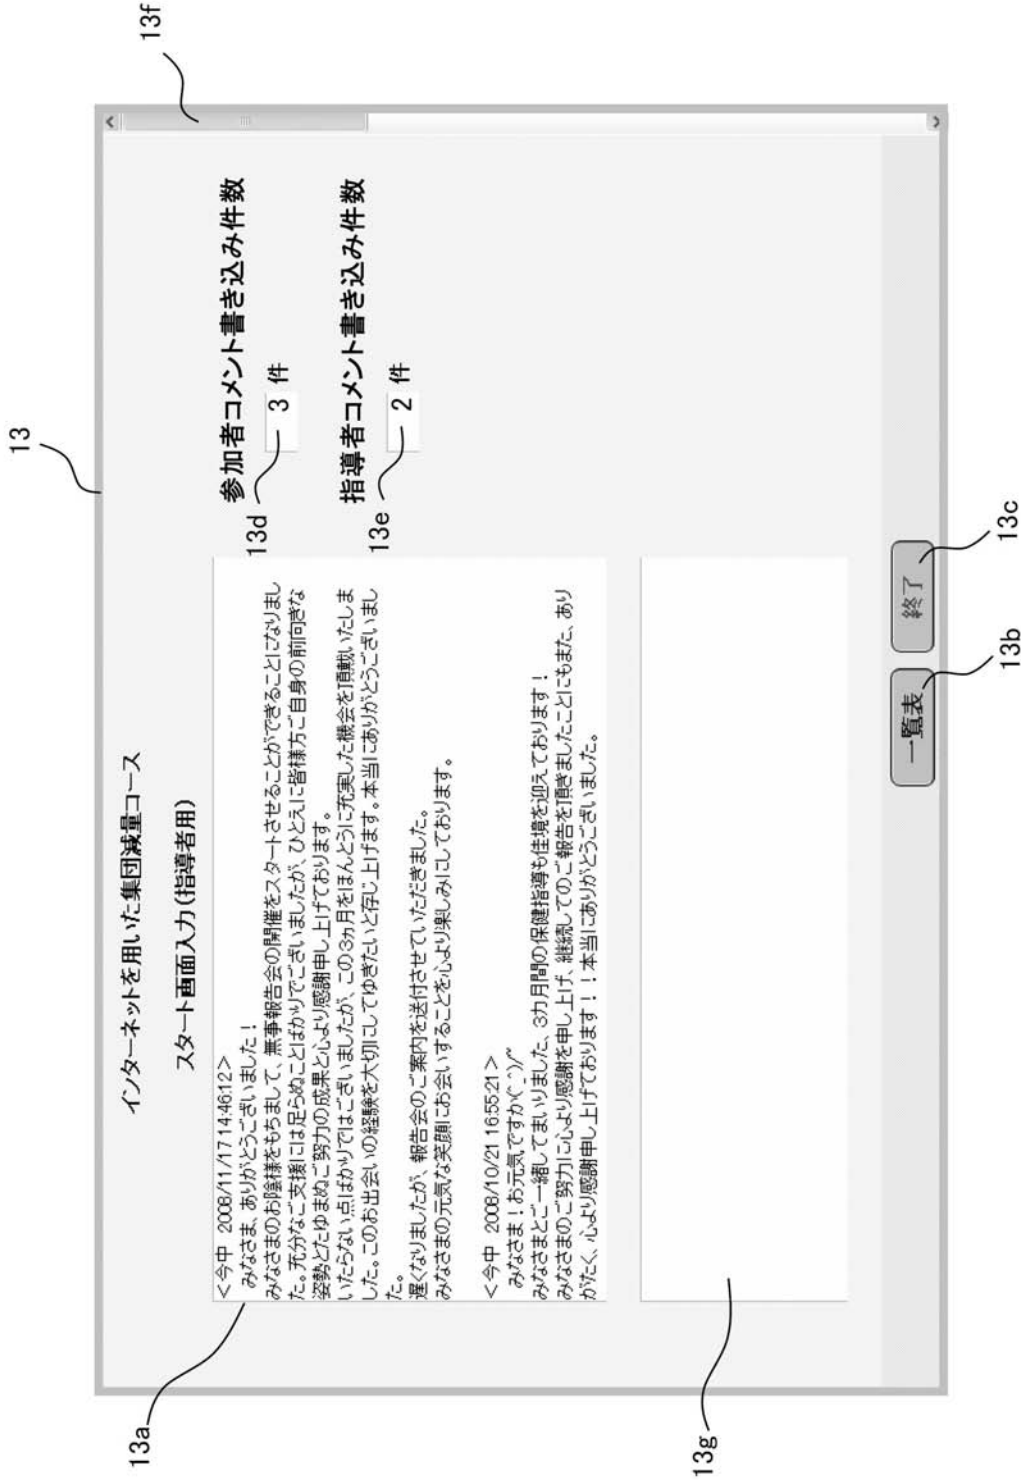 13
13f
インターネットを用いた集団減量コース
スタート画面入力(指導者用)
13a
<今中 2008/11/17 14:46:12>
みなさま、ありがとうございました!
みなさまのお陰様をもちまして、無事報告会の開催をスタートさせることができることになりまし
た。充分なご支援には足らぬことばかりでございましたが、ひとえに皆様方ご自身の前向きな
姿勢とたゆまぬご努力の成果と心より感謝申し上げております。
いたらない点ばかりではございましたが、この3カ月をほんとうに充実した機会を頂戴いたしま
した。このお出会いの経験を大切にしてゆきたいと存じ上げます。本当にありがとうございまし
た。
遅くなりましたが、報告会のご案内を送付させていただきました。
みなさまの元気な笑顔にお会いすることを心より楽しみにしております。
<今中 2008/10/21 16:55:21>
みなさま!お元気ですか(^_^)/~
みなさまとご一緒してまいりました、3カ月間の保健指導も佳境を迎えております!
みなさまのご努力に心より感謝を申し上げ、継続してのご報告を頂きましたことにもまた、あり
がたく、心より感謝申し上げております!!本当にありがとうございました。
参加者コメント書き込み件数
13d
3 件
指導者コメント書き込み件数
13e
2 件
13g
一覧表
終了
13b
13c